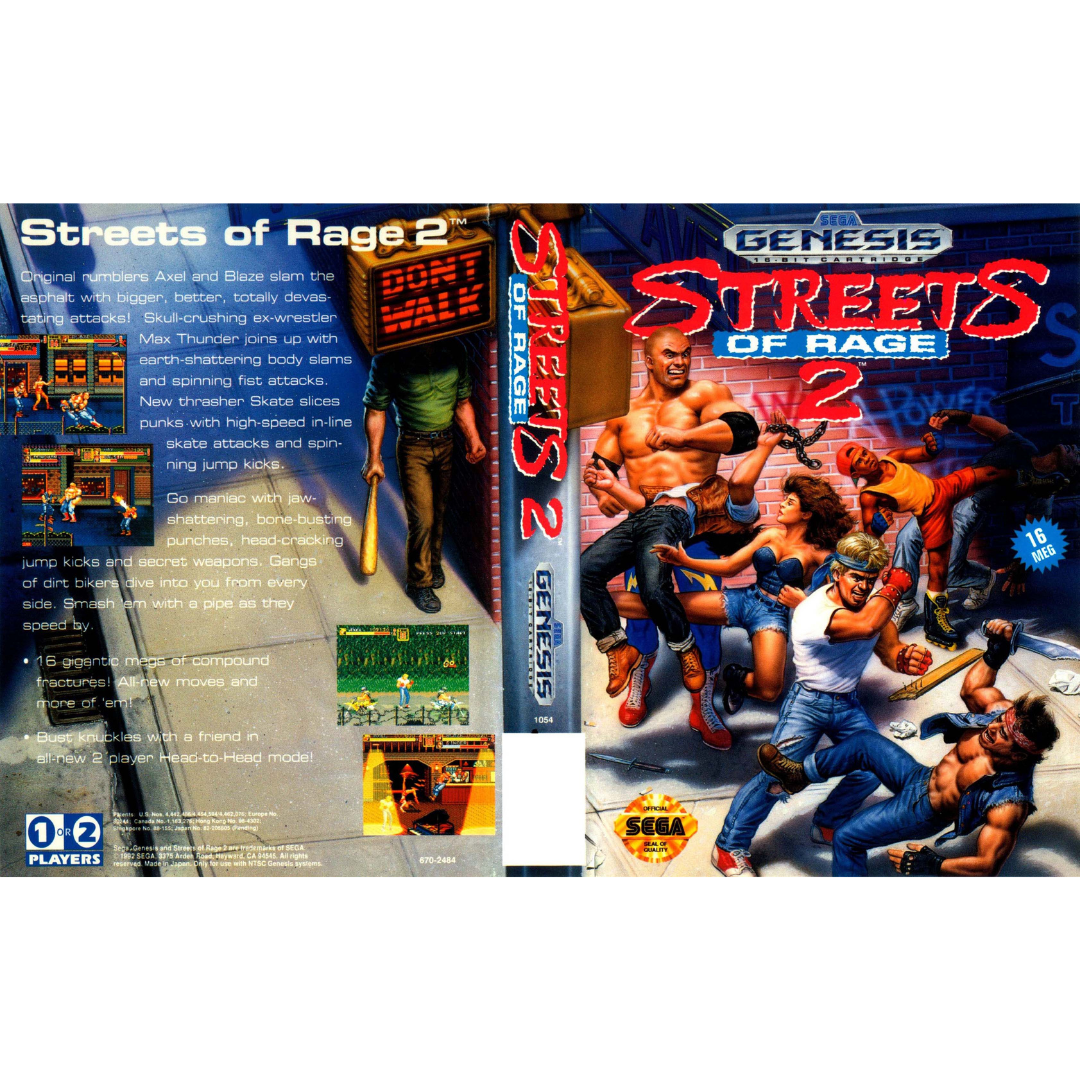 Streets of Rage 2™
Original rumblers Axel and Blaze slam the
asphalt with bigger, better, totally devas-
tating attacks! Skull-crushing ex-wrestler
Max Thunder joins up with
earth-shattering body slams
and spinning fist attacks.
New thrasher Skate slices
punks with high-speed in-line
skate attacks and spin-
ning jump kicks.
Go maniac with jaw-
shattering, bone-busting
punches, head-cracking
jump kicks and secret weapons. Gangs
of dirt bikers dive into you from every
side. Smash 'em with a pipe as they
speed by.
• 16 gigantic megs of compound
fractures! All-new moves and
more of 'em!
• Bust knuckles with a friend in
all-new 2 player Head-to-Head mode!
1 OR 2
PLAYERS
Sega, Genesis and Streets of Rage 2 are trademarks of SEGA.
© 1992 SEGA, 3375 Arden Road, Hayward, CA 94545. All rights
reserved. Made in Japan. Only for use with NTSC Genesis systems.
670-2484
DONT
WALK
STREETS
OF RAGE
2
SEGA
GENESIS
16-BIT CARTRIDGE
1054
SEGA
GENESIS
16-BIT CARTRIDGE
STREETS
OF RAGE
2™
POWER
16
MEG
OFFICIAL
SEGA
SEAL OF
QUALITY